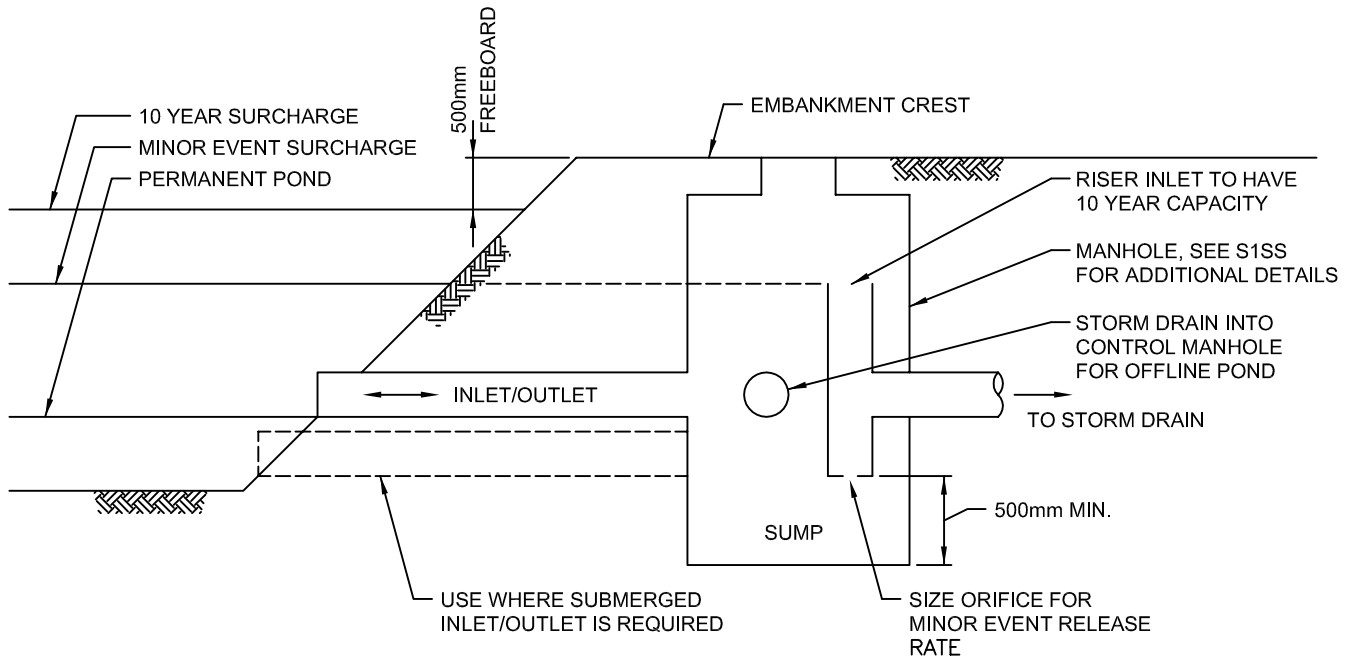 500mm
FREEBOARD
10 YEAR SURCHARGE
MINOR EVENT SURCHARGE
PERMANENT POND
EMBANKMENT CREST
RISER INLET TO HAVE
10 YEAR CAPACITY
MANHOLE, SEE S1SS
FOR ADDITIONAL DETAILS
STORM DRAIN INTO
CONTROL MANHOLE
FOR OFFLINE POND
INLET/OUTLET
TO STORM DRAIN
500mm MIN.
SUMP
USE WHERE SUBMERGED
INLET/OUTLET IS REQUIRED
SIZE ORIFICE FOR
MINOR EVENT RELEASE
RATE